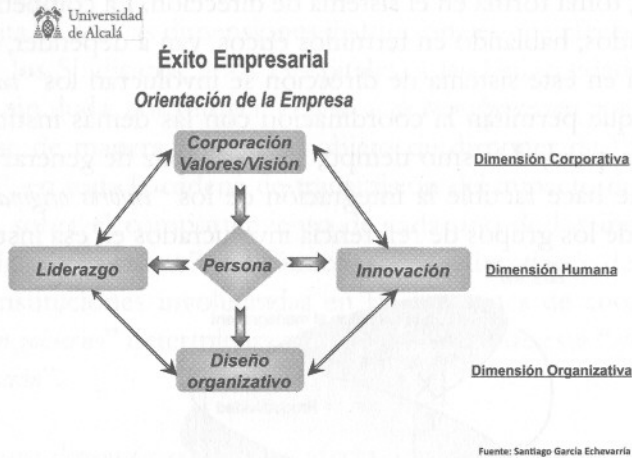 Universidad
de Alcalá
Éxito Empresarial
Orientación de la Empresa
Corporación
Valores/Visión
Dimensión Corporativa
Liderazgo
Persona
Innovación
Dimensión Humana
Diseño
organizativo
Dimensión Organizativa
Fuente: Santiago García Echevarría